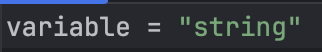 variable = "string"